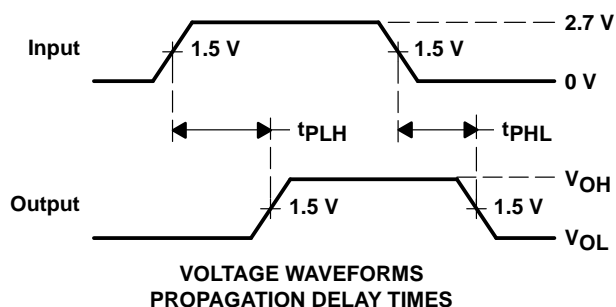 2.7 V
Input
1.5 V
1.5 V
0 V
tPLH
tPHL
VOH
Output
1.5 V
1.5 V
VOL
VOLTAGE WAVEFORMS
PROPAGATION DELAY TIMES